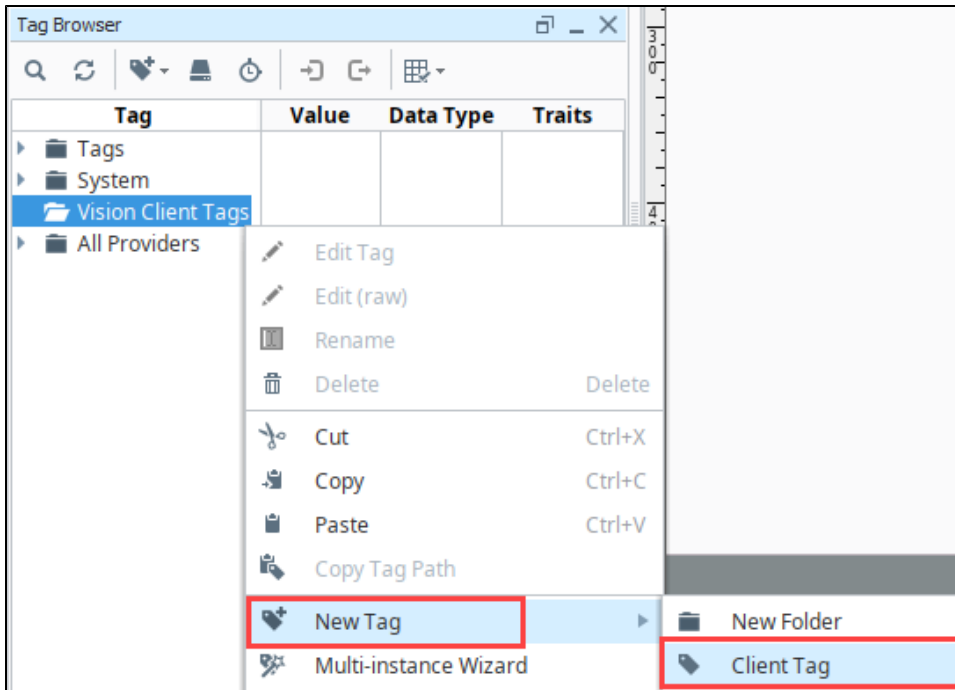 Tag Browser
Tag Value Data Type Traits
Tags
System
Vision Client Tags
All Providers
Edit Tag
Edit (raw)
Rename
Delete Delete
Cut Ctrl+X
Copy Ctrl+C
Paste Ctrl+V
Copy Tag Path
New Tag
New Folder
Multi-instance Wizard
Client Tag
300
4